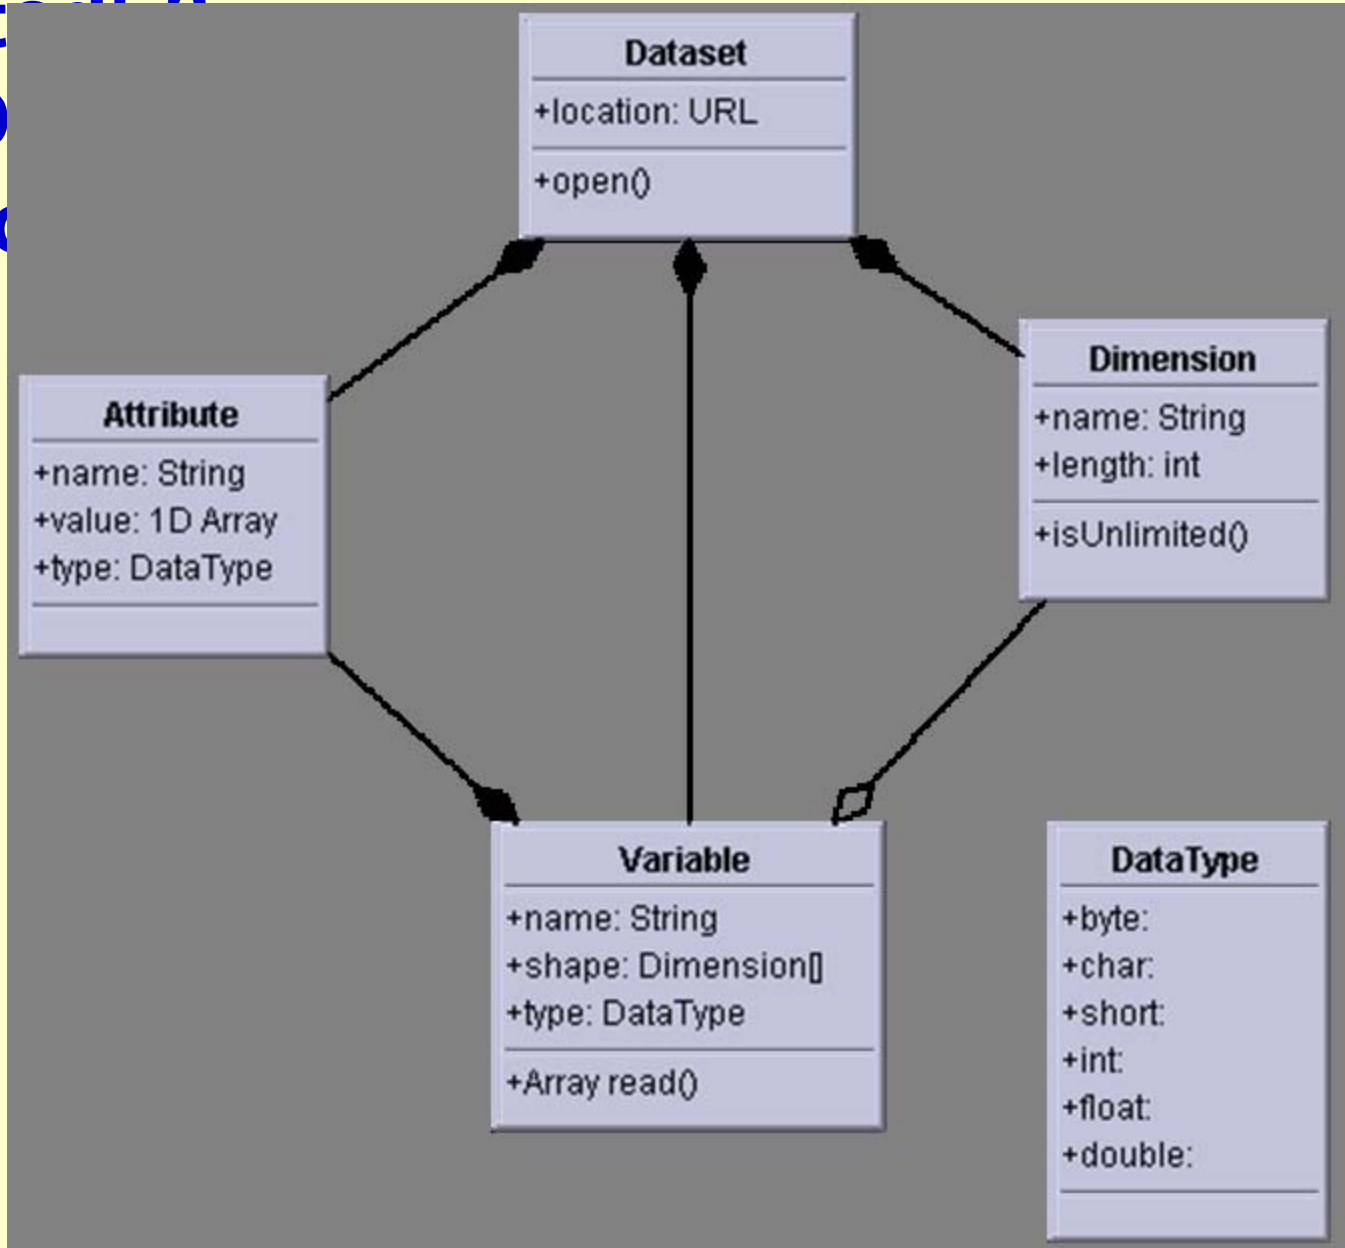 Dataset
+location: URL
+open()
Attribute
+name: String
+value: 1D Array
+type: DataType
Dimension
+name: String
+length: int
+isUnlimited()
Variable
+name: String
+shape: Dimension[]
+type: DataType
+Array read()
DataType
+byte:
+char:
+short:
+int:
+float:
+double: